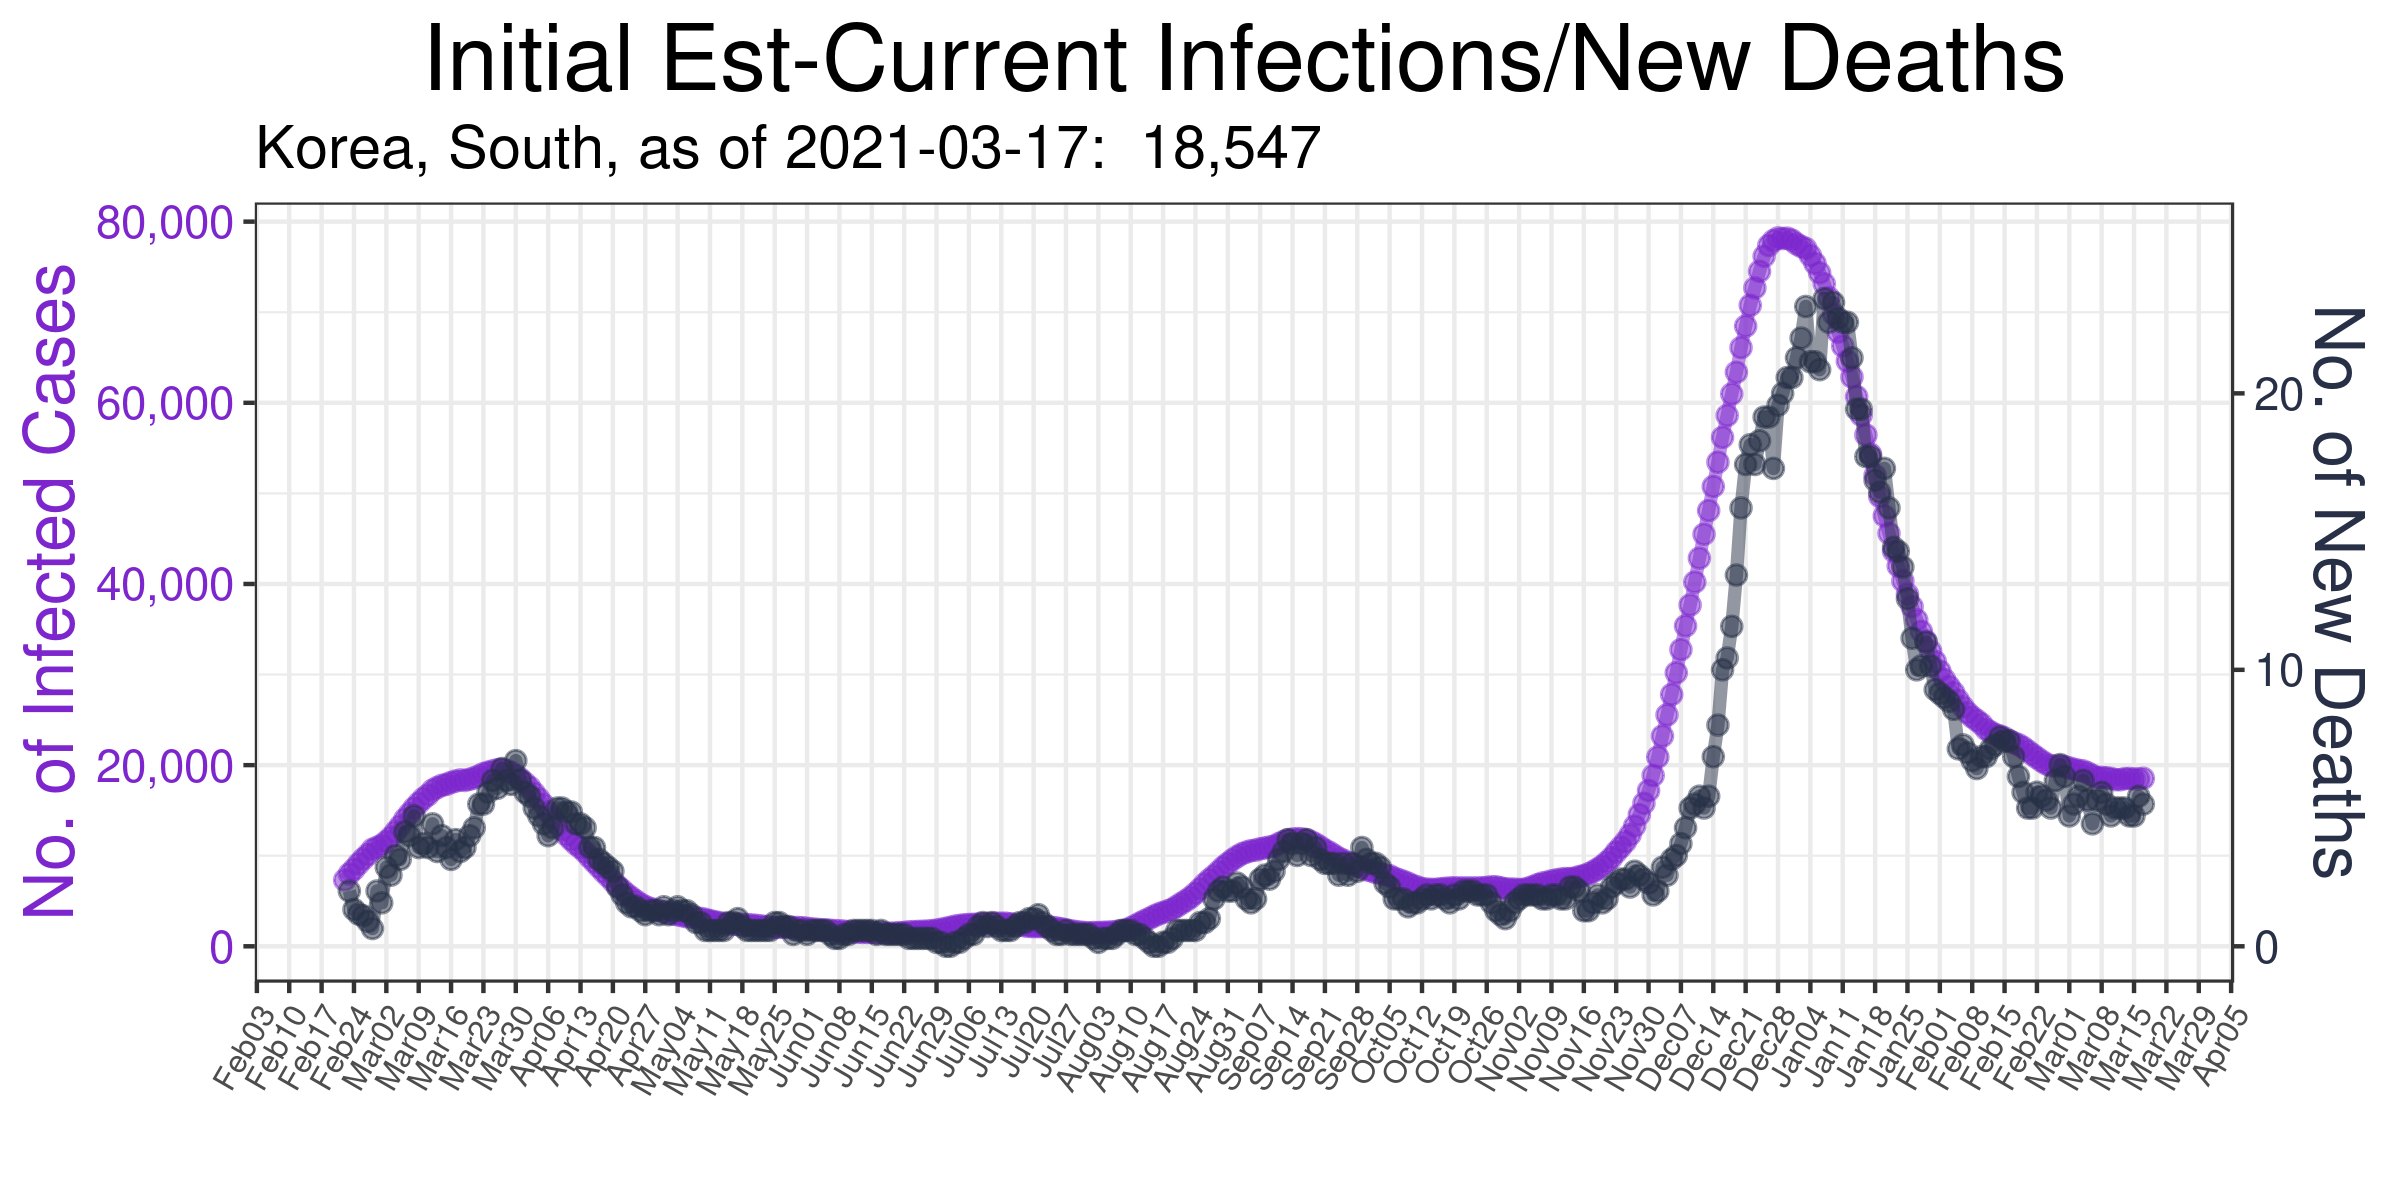 Initial Est-Current Infections/New Deaths
Korea, South, as of 2021-03-17:  18,547
No. of Infected Cases
80,000
60,000
40,000
20,000
0
No. of New Deaths
20
10
0
Feb03
Feb10
Feb17
Feb24
Mar02
Mar09
Mar16
Mar23
Mar30
Apr06
Apr13
Apr20
Apr27
May04
May11
May18
May25
Jun01
Jun08
Jun15
Jun22
Jun29
Jul06
Jul13
Jul20
Jul27
Aug03
Aug10
Aug17
Aug24
Aug31
Sep07
Sep14
Sep21
Sep28
Oct05
Oct12
Oct19
Oct26
Nov02
Nov09
Nov16
Nov23
Nov30
Dec07
Dec14
Dec21
Dec28
Dec04
Jan11
Jan18
Jan25
Feb01
Feb08
Feb15
Feb22
Mar01
Mar08
Mar15
Mar22
Mar29
Apr05